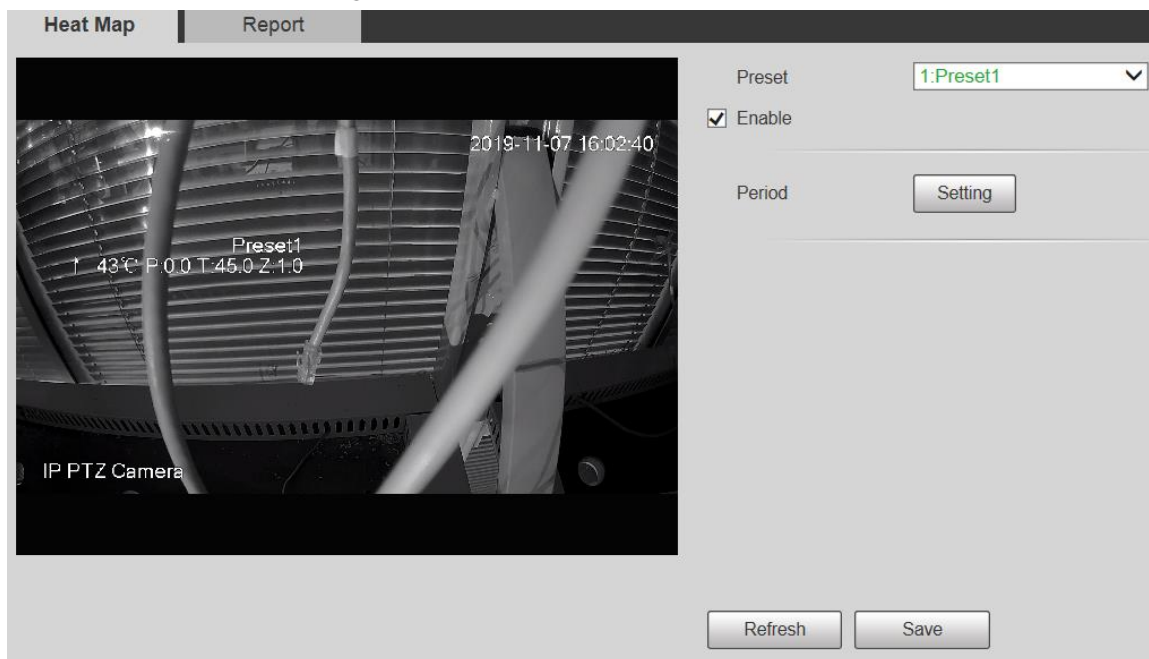 Heat Map Report
Preset 1:Preset1
Enable
2019-11-07 16:02:40
Period Setting
Preset1
↑ 43℃ P:0.0 T:45.0 Z:1.0
IP PTZ Camera
Refresh Save